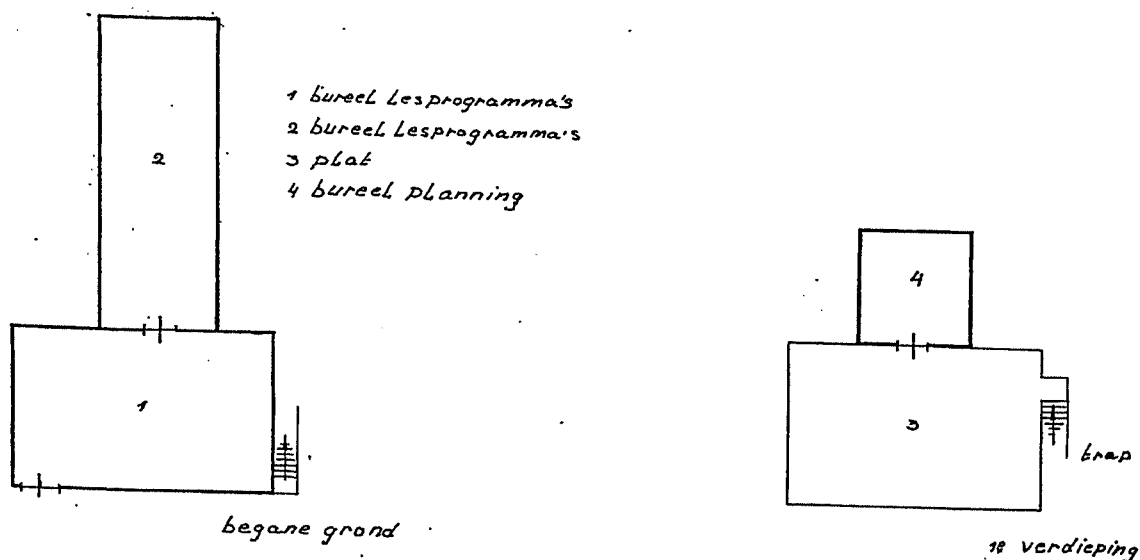 1 bureel Lesprogramma's
2 bureel Lesprogramma's
3 plat
4 bureel planning
2
1
begane grond
4
3
trap
1e verdieping